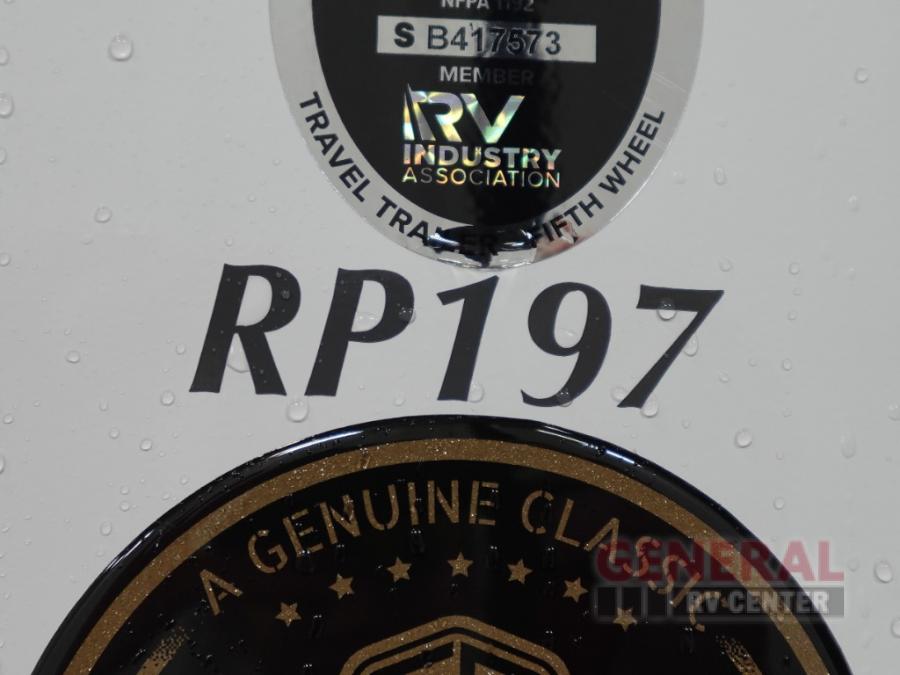 NFPA 1192
S B417573
MEMBER
RV
INDUSTRY
ASSOCIATION
TRAVEL TRAILER - FIFTH WHEEL
RP197
A GENUINE CLASSIC
GENERAL
RV CENTER